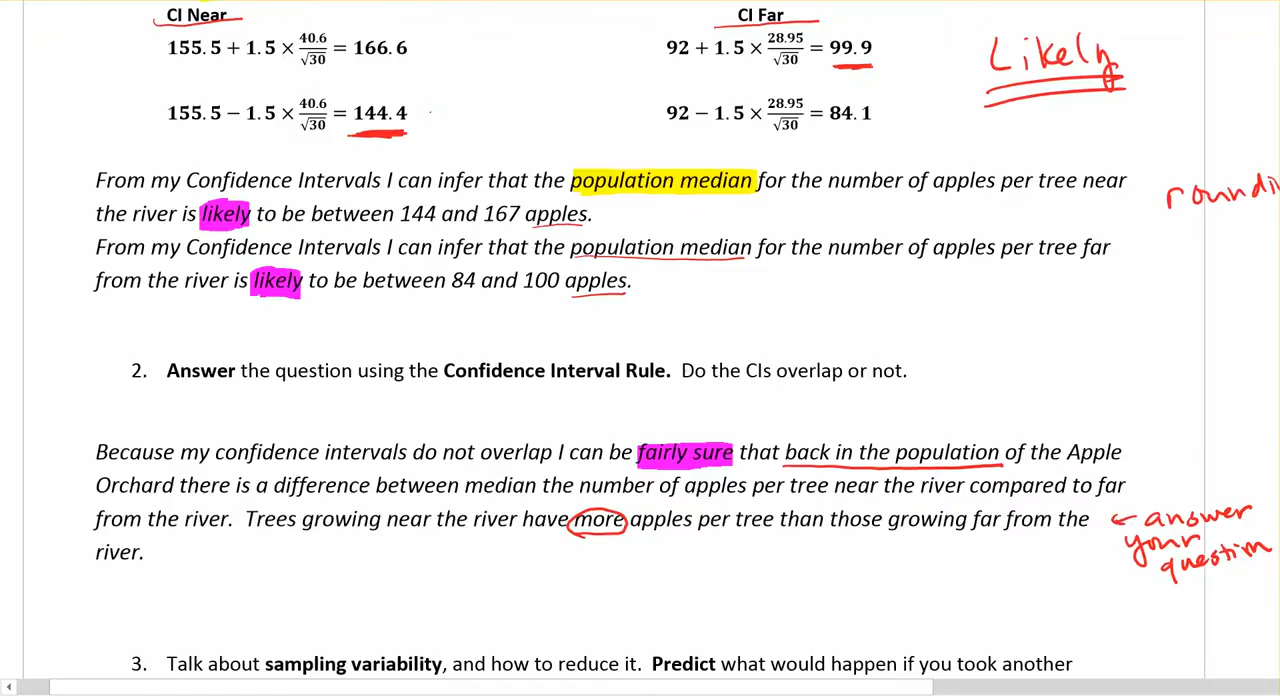 CI Near CI Far
155.5 + 1.5 × 40.6/√30 = 166.6 92 + 1.5 × 28.95/√30 = 99.9
Likely
155.5 − 1.5 × 40.6/√30 = 144.4 92 − 1.5 × 28.95/√30 = 84.1
From my Confidence Intervals I can infer that the population median for the number of apples per tree near
the river is likely to be between 144 and 167 apples.
From my Confidence Intervals I can infer that the population median for the number of apples per tree far
from the river is likely to be between 84 and 100 apples.
2. Answer the question using the Confidence Interval Rule. Do the CIs overlap or not.
Because my confidence intervals do not overlap I can be fairly sure that back in the population of the Apple
Orchard there is a difference between median the number of apples per tree near the river compared to far
from the river. Trees growing near the river have more apples per tree than those growing far from the
river.
← answer
your
question
3. Talk about sampling variability, and how to reduce it. Predict what would happen if you took another